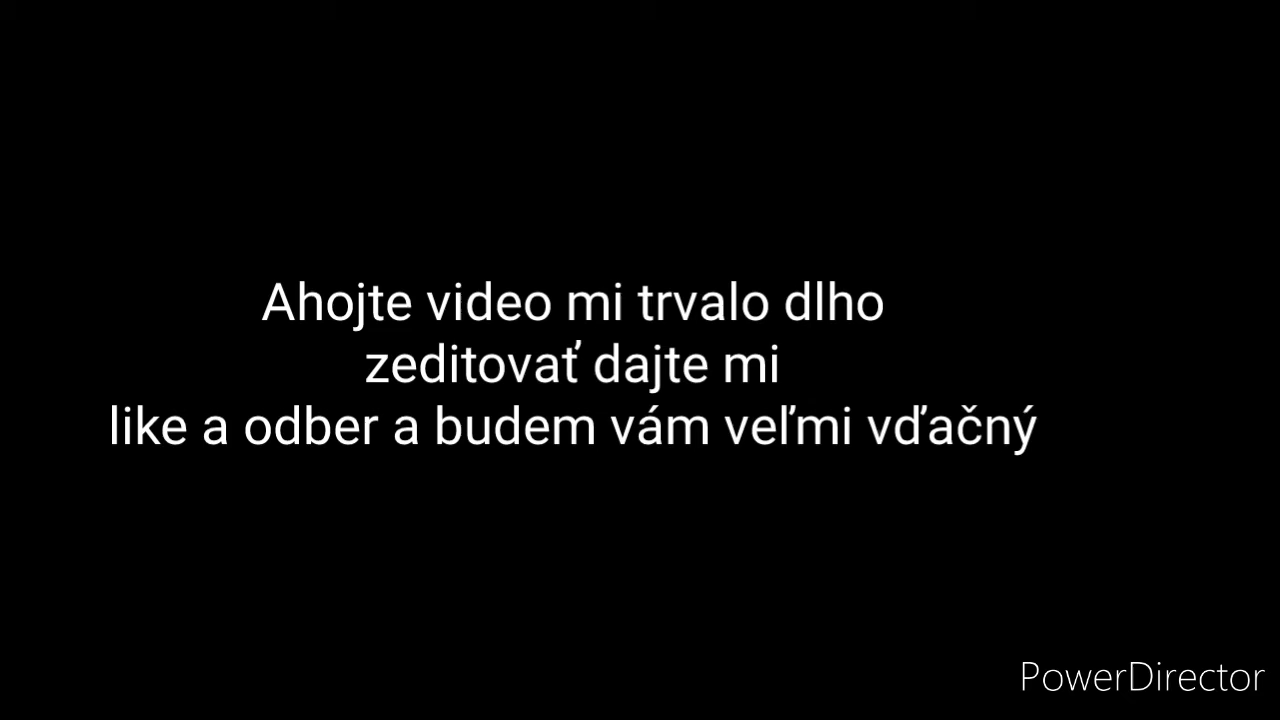 Ahojte video mi trvalo dlho
zeditovať dajte mi
like a odber a budem vám veľmi vďačný
PowerDirector